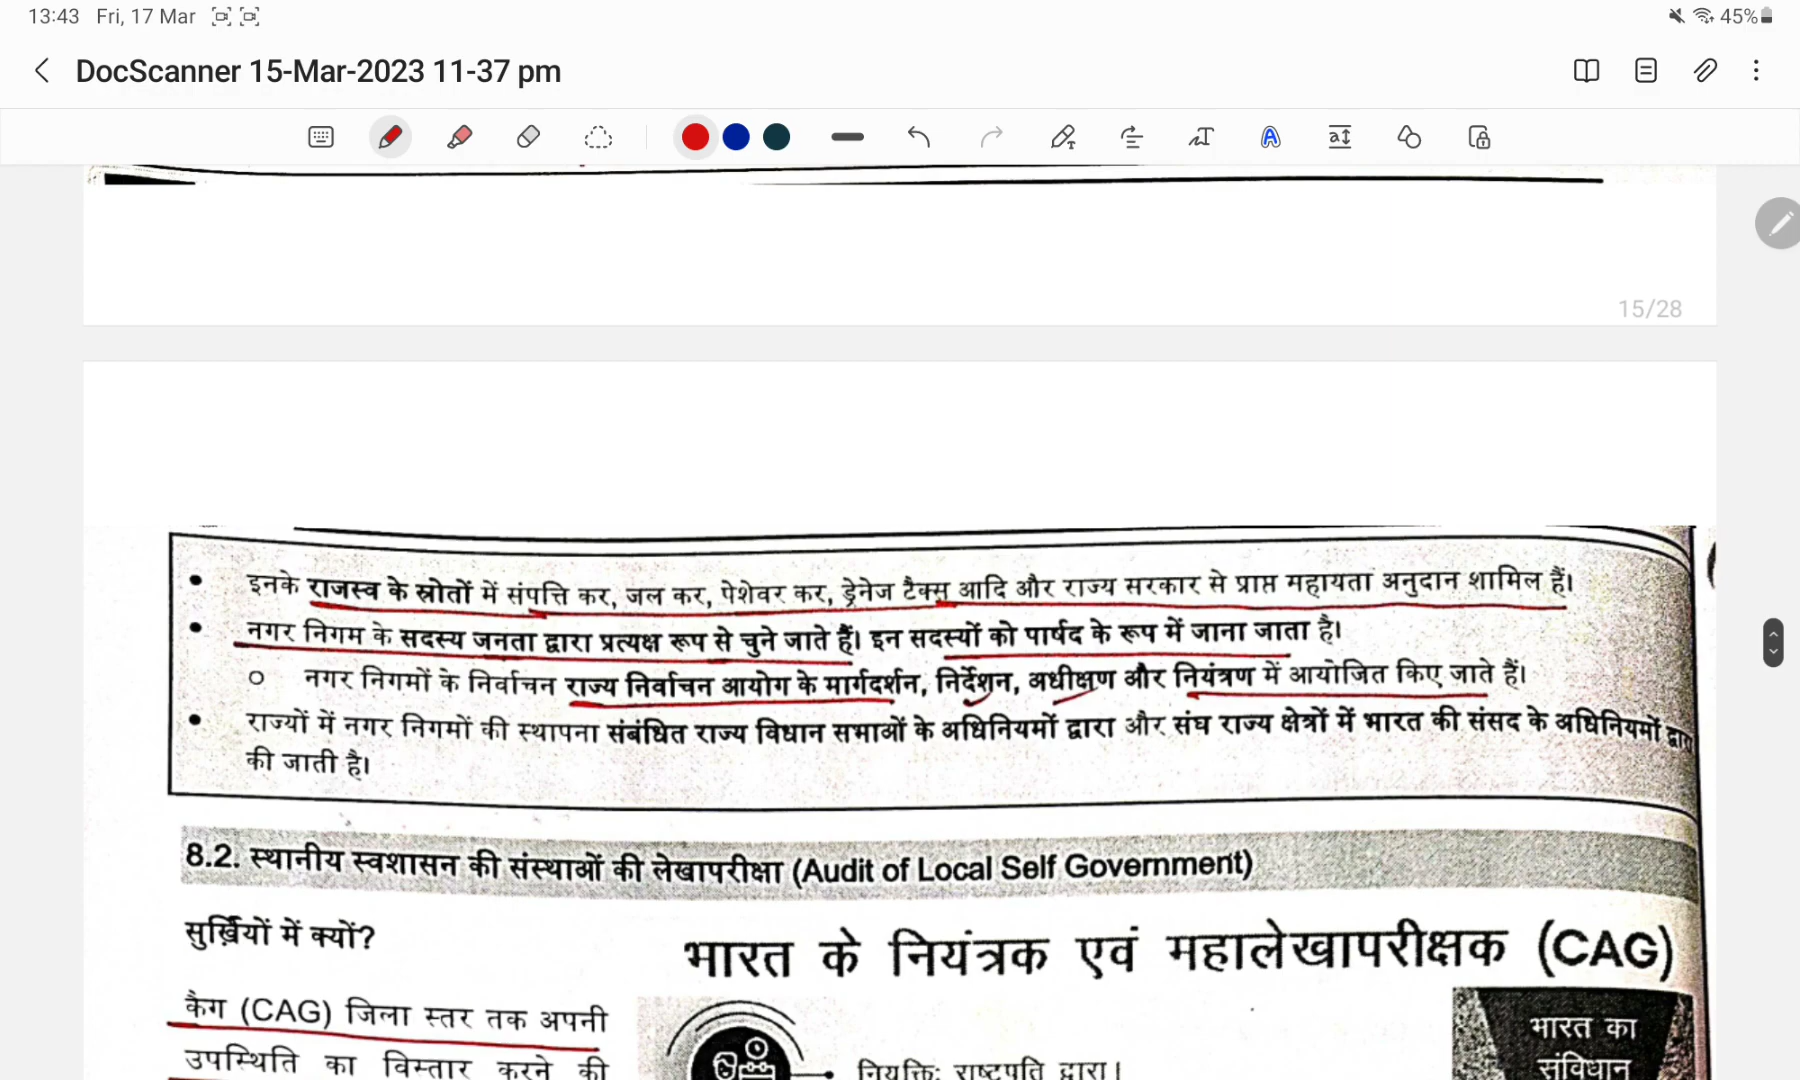 13:43 Fri, 17 Mar 45%
DocScanner 15-Mar-2023 11-37 pm
15/28
• इनके राजस्व के स्रोतों में संपत्ति कर, जल कर, पेशेवर कर, ड्रेनेज टैक्स आदि और राज्य सरकार से प्राप्त सहायता अनुदान शामिल हैं।
• नगर निगम के सदस्य जनता द्वारा प्रत्यक्ष रूप से चुने जाते हैं। इन सदस्यों को पार्षद के रूप में जाना जाता है।
o नगर निगमों के निर्वाचन राज्य निर्वाचन आयोग के मार्गदर्शन, निर्देशन, अधीक्षण और नियंत्रण में आयोजित किए जाते हैं।
• राज्यों में नगर निगमों की स्थापना संबंधित राज्य विधान सभाओं के अधिनियमों द्वारा और संघ राज्य क्षेत्रों में भारत की संसद के अधिनियमों द्वारा
की जाती है।
8.2. स्थानीय स्वशासन की संस्थाओं की लेखापरीक्षा (Audit of Local Self Government)
सुर्ख़ियों में क्यों?
भारत के नियंत्रक एवं महालेखापरीक्षक (CAG)
कैग (CAG) जिला स्तर तक अपनी
उपस्थिति का विस्तार करने की
नियुक्ति: राष्ट्रपति द्वारा।
भारत का
संविधान